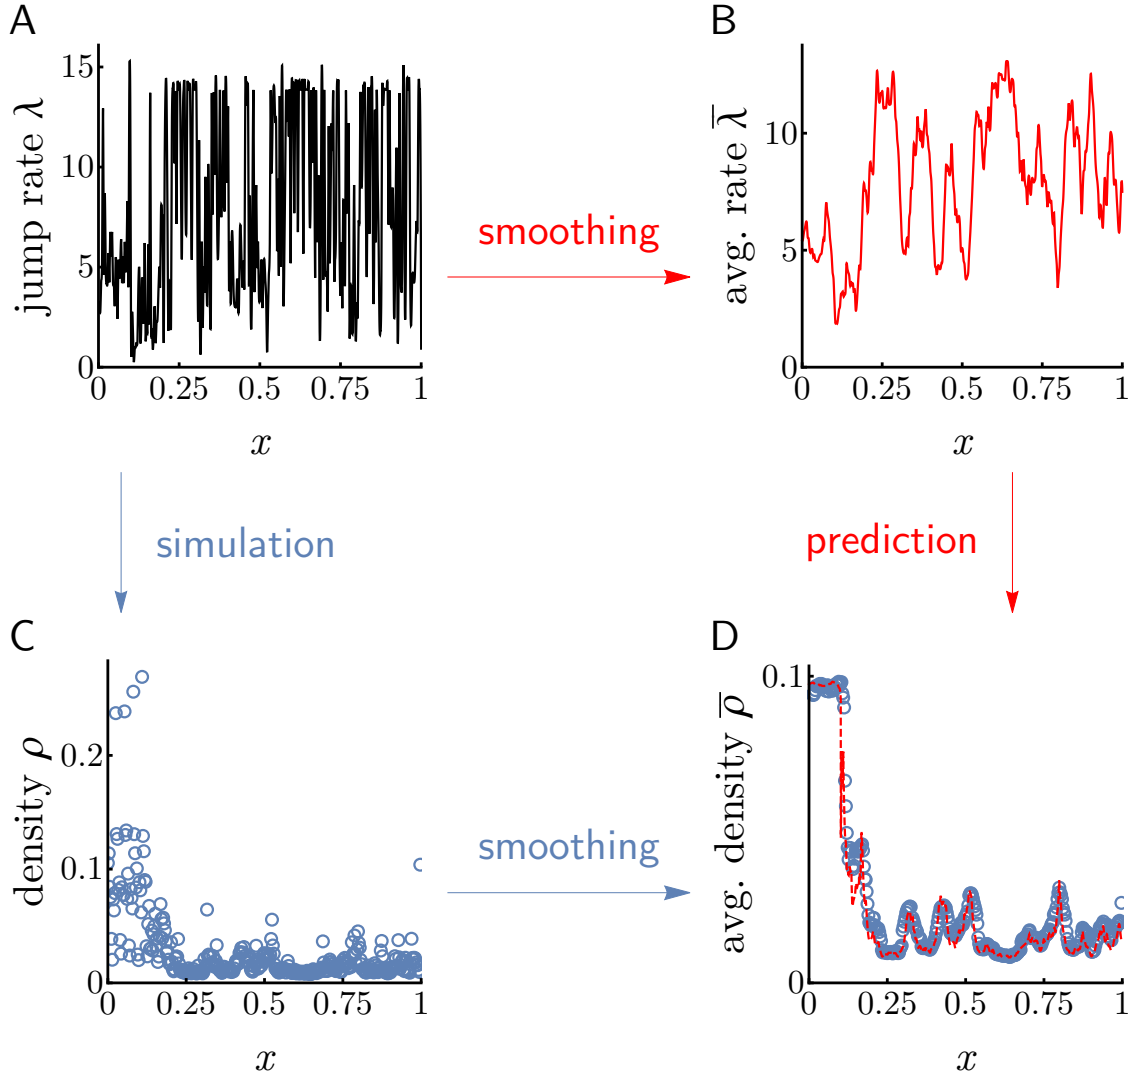 A
jump rate λ
15
10
5
0
0 0.25 0.5 0.75 1
x
smoothing
B
avg. rate λ̅
10
5
0
0 0.25 0.5 0.75 1
x
simulation
prediction
C
density ρ
0.2
0.1
0
0 0.25 0.5 0.75 1
x
smoothing
D
avg. density ρ̅
0.1
0
0 0.25 0.5 0.75 1
x